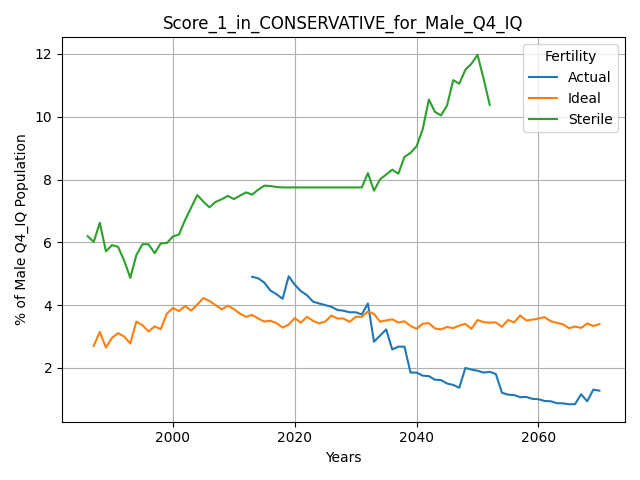 Score_1_in_CONSERVATIVE_for_Male_Q4_IQ
% of Male Q4_IQ Population
12
10
8
6
4
2
Fertility
Actual
Ideal
Sterile
2000
2020
2040
2060
Years